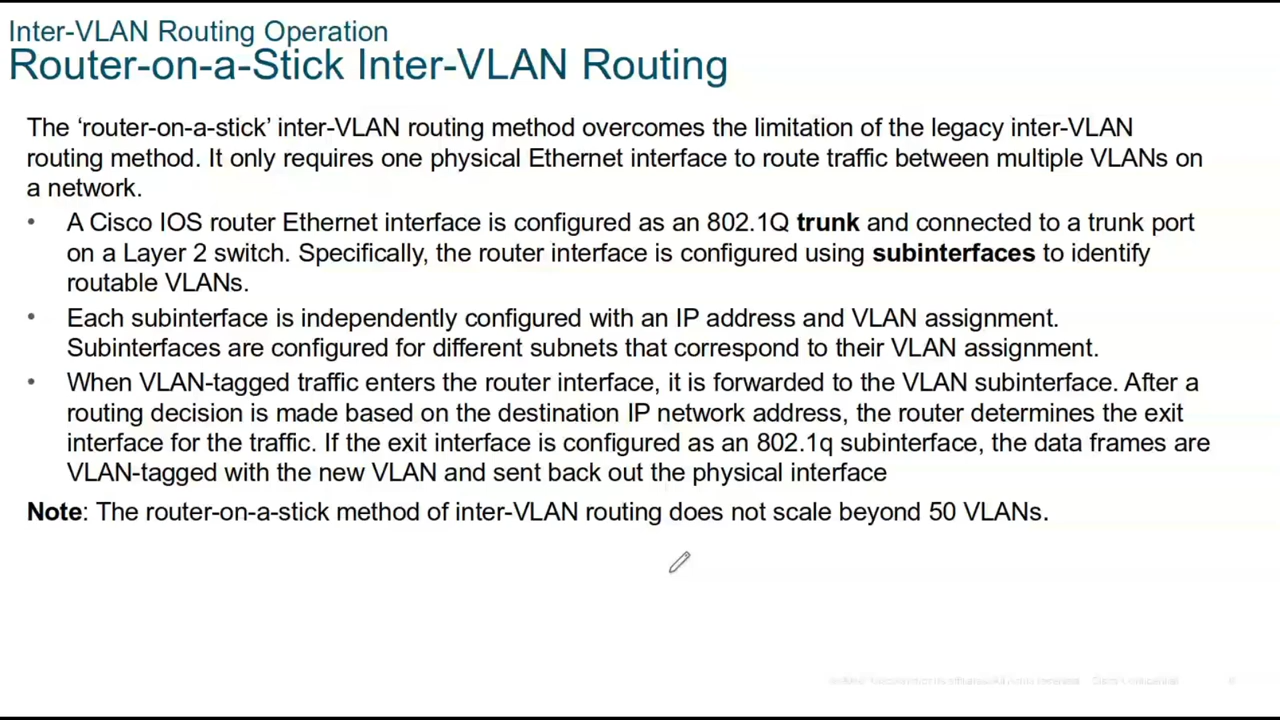 Inter-VLAN Routing Operation
Router-on-a-Stick Inter-VLAN Routing
The ‘router-on-a-stick’ inter-VLAN routing method overcomes the limitation of the legacy inter-VLAN
routing method. It only requires one physical Ethernet interface to route traffic between multiple VLANs on
a network.
• A Cisco IOS router Ethernet interface is configured as an 802.1Q trunk and connected to a trunk port
on a Layer 2 switch. Specifically, the router interface is configured using subinterfaces to identify
routable VLANs.
• Each subinterface is independently configured with an IP address and VLAN assignment.
Subinterfaces are configured for different subnets that correspond to their VLAN assignment.
• When VLAN-tagged traffic enters the router interface, it is forwarded to the VLAN subinterface. After a
routing decision is made based on the destination IP network address, the router determines the exit
interface for the traffic. If the exit interface is configured as an 802.1q subinterface, the data frames are
VLAN-tagged with the new VLAN and sent back out the physical interface
Note: The router-on-a-stick method of inter-VLAN routing does not scale beyond 50 VLANs.